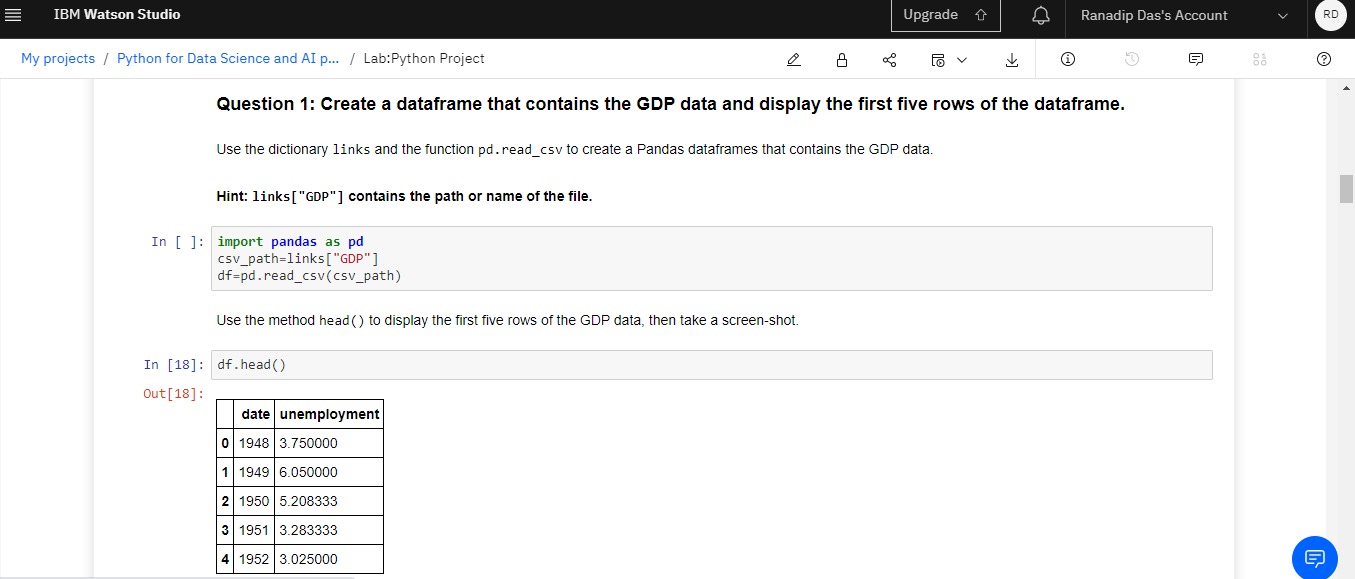 IBM Watson Studio
Upgrade
Ranadip Das's Account
RD
My projects / Python for Data Science and AI p... / Lab:Python Project
Question 1: Create a dataframe that contains the GDP data and display the first five rows of the dataframe.
Use the dictionary links and the function pd.read_csv to create a Pandas dataframes that contains the GDP data.
Hint: links["GDP"] contains the path or name of the file.
In [ ]: import pandas as pd
csv_path=links["GDP"]
df=pd.read_csv(csv_path)
Use the method head() to display the first five rows of the GDP data, then take a screen-shot.
In [18]: df.head()
Out[18]:
date unemployment
0 1948 3.750000
1 1949 6.050000
2 1950 5.208333
3 1951 3.283333
4 1952 3.025000